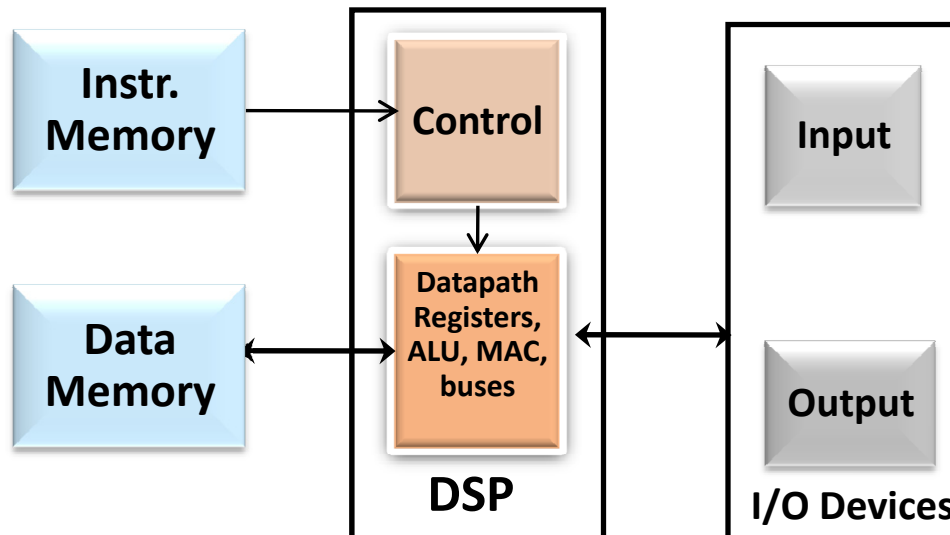 Instr.
Memory
Control
Input
Data
Memory
Datapath
Registers,
ALU, MAC,
buses
Output
DSP
I/O Devices